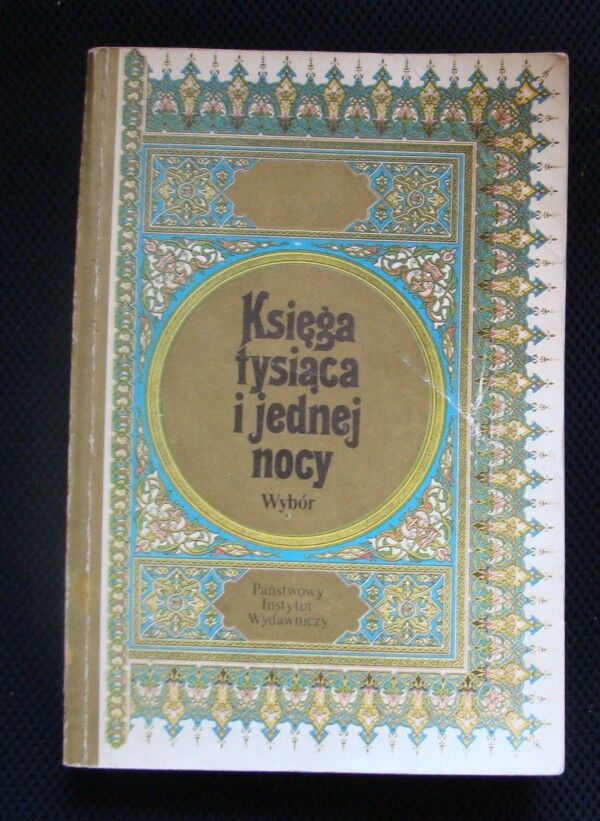 Księga
tysiąca
i jednej
nocy
Wybór
Państwowy
Instytut
Wydawniczy